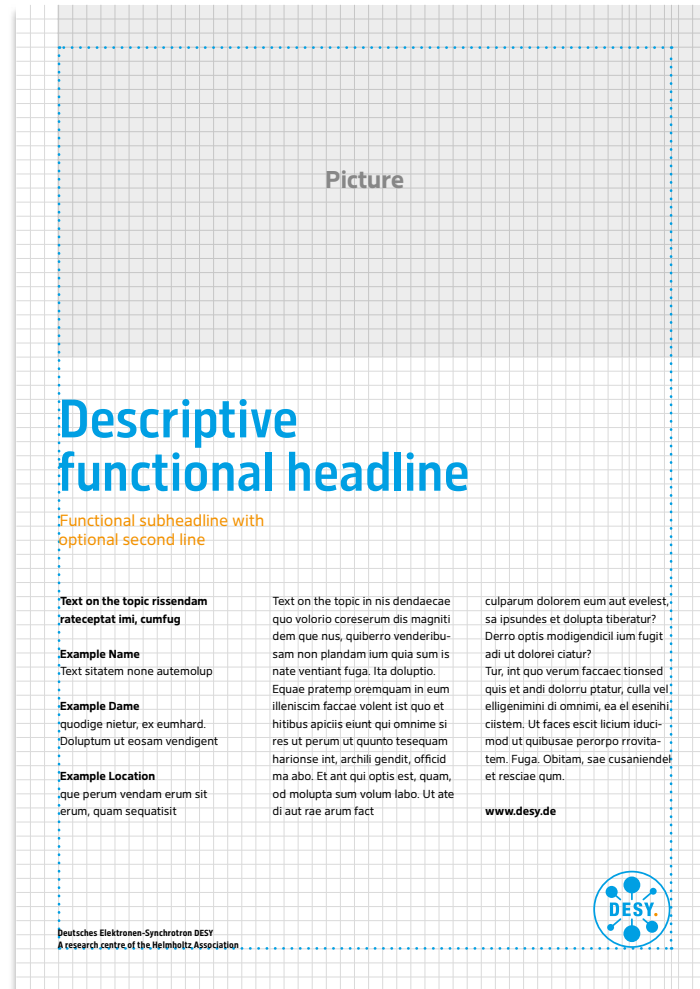 Picture
Descriptive
functional headline
Functional subheadline with
optional second line
Text on the topic rissendam
rateceptat imi, cumfug
Example Name
Text sitatem none autemolup
Example Dame
quodige nietur, ex eumhard.
Doluptum ut eosam vendigent
Example Location
que perum vendam erum sit
erum, quam sequatisit
Text on the topic in nis dendaecae
quo volorio coreserum dis magniti
dem que nus, quiberro venderibu-
sam non plandam ium quia sum is
nate ventiant fuga. Ita doluptio.
Equae pratemp oremquam in eum
illeniscim faccae volent ist quo et
hitibus apiciis eiunt qui omnime si
res ut perum ut quunto tesequam
harionse int, archili gendit, officid
ma abo. Et ant qui optis est, quam,
od molupta sum volum labo. Ut ate
di aut rae arum fact
culparum dolorem eum aut evelest,
sa ipsundes et dolupta tiberatur?
Derro optis modigendicil ium fugit
adi ut dolorei ciatur?
Tur, int quo verum faccaec tionsed
quis et andi dolorru ptatur, culla vel
elligenimini di omnimi, ea el esenihi
ciistem. Ut faces escit licium iduci-
mod ut quibusae perorpo rrovita-
tem. Fuga. Obitam, sae cusaniendel
et resciae qum.
www.desy.de
DESY.
Deutsches Elektronen-Synchrotron DESY
A research centre of the Helmholtz Association